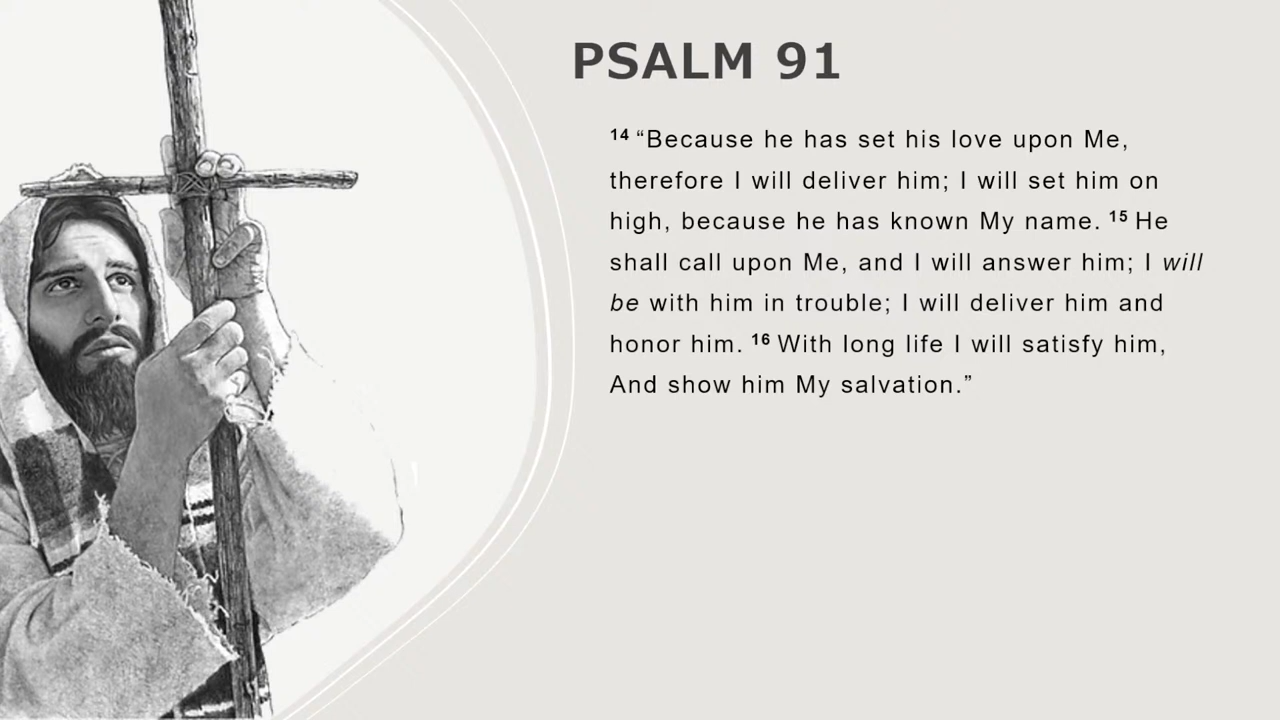 PSALM 91
14 “Because he has set his love upon Me,
therefore I will deliver him; I will set him on
high, because he has known My name. 15 He
shall call upon Me, and I will answer him; I will
be with him in trouble; I will deliver him and
honor him. 16 With long life I will satisfy him,
And show him My salvation.”